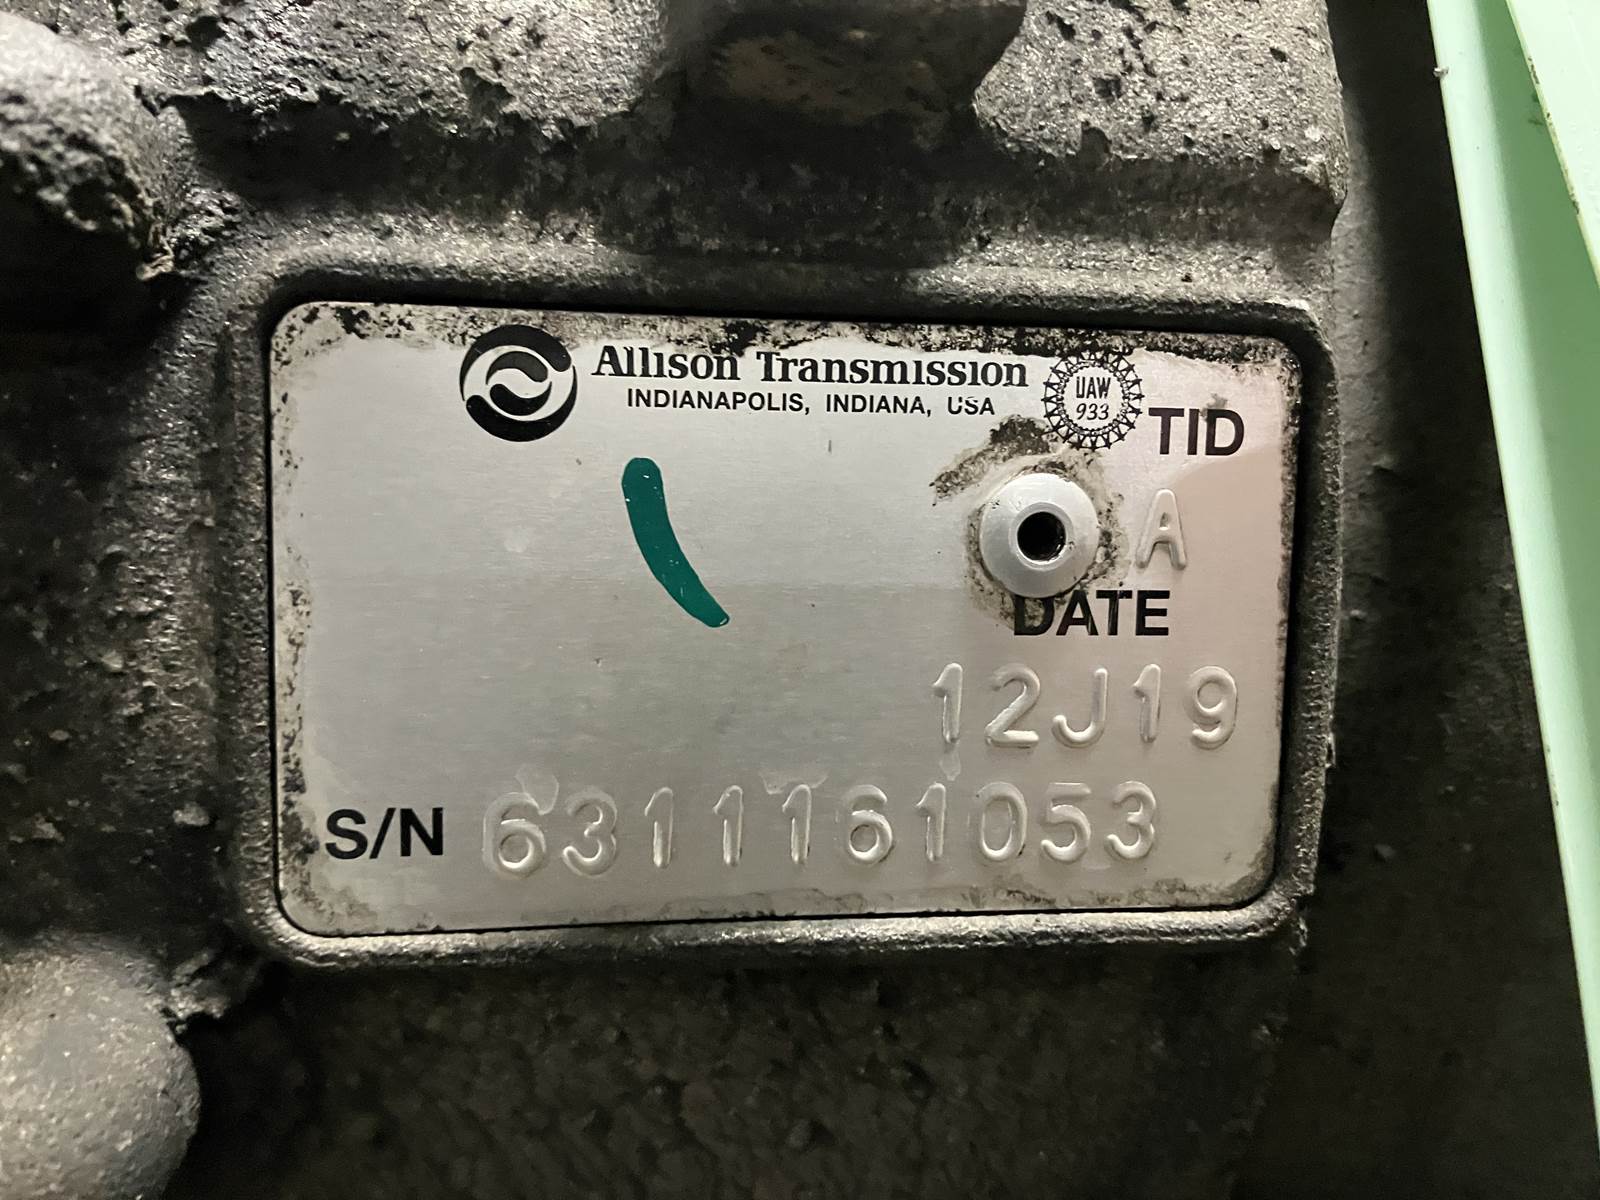 Allison Transmission
INDIANAPOLIS, INDIANA, USA
UAW
933
TID
A
DATE
12J19
S/N 6311161053